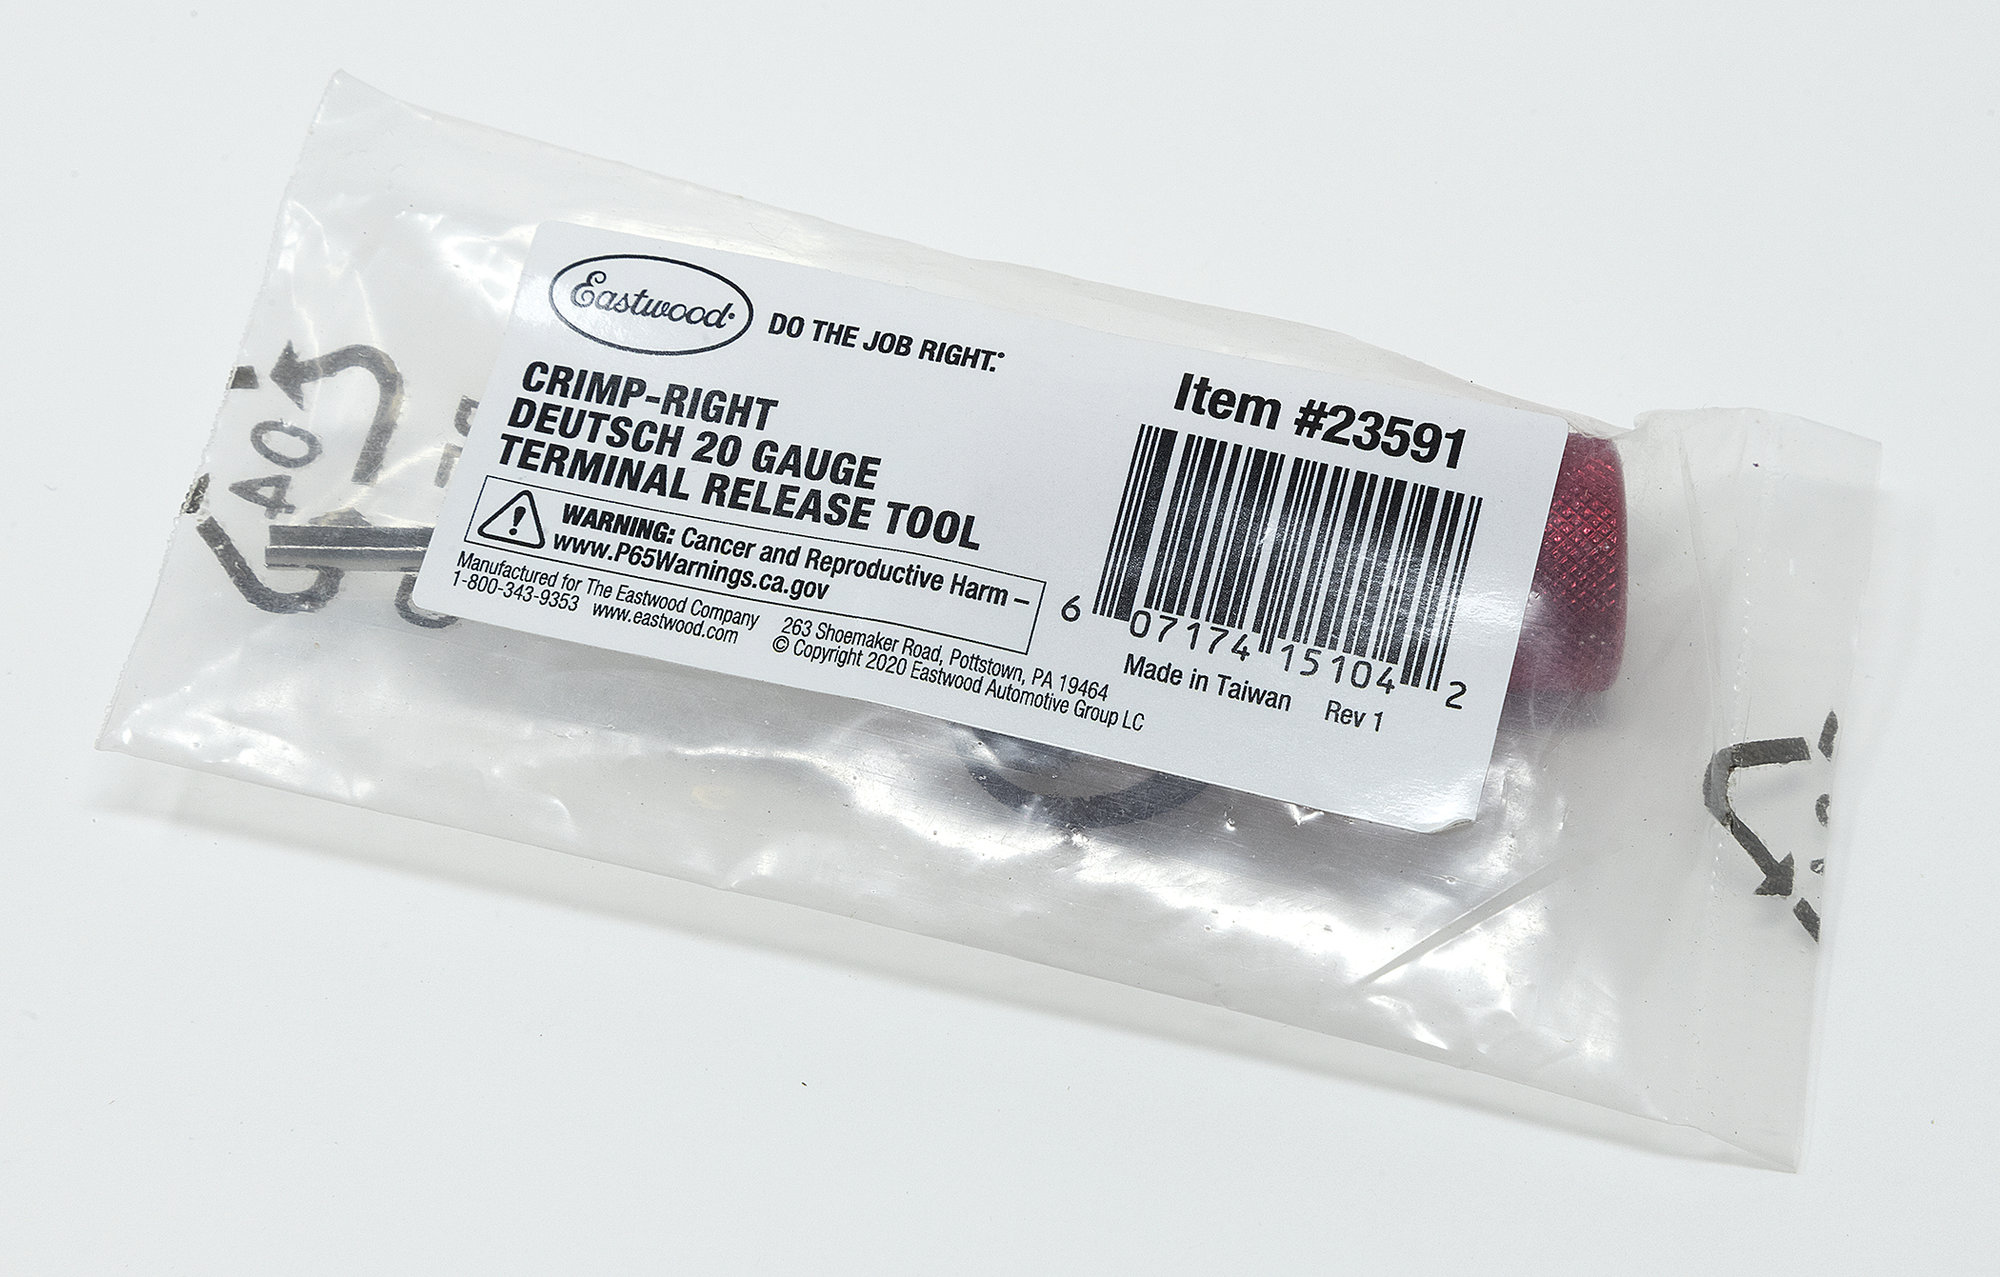 Eastwood
DO THE JOB RIGHT.
CRIMP-RIGHT
DEUTSCH 20 GAUGE
TERMINAL RELEASE TOOL
WARNING: Cancer and Reproductive Harm –
www.P65Warnings.ca.gov
Manufactured for The Eastwood Company 263 Shoemaker Road, Pottstown, PA 19464
1-800-343-9353 www.eastwood.com © Copyright 2020 Eastwood Automotive Group LC
Item #23591
6 07174 15104 2
Made in Taiwan Rev 1
04